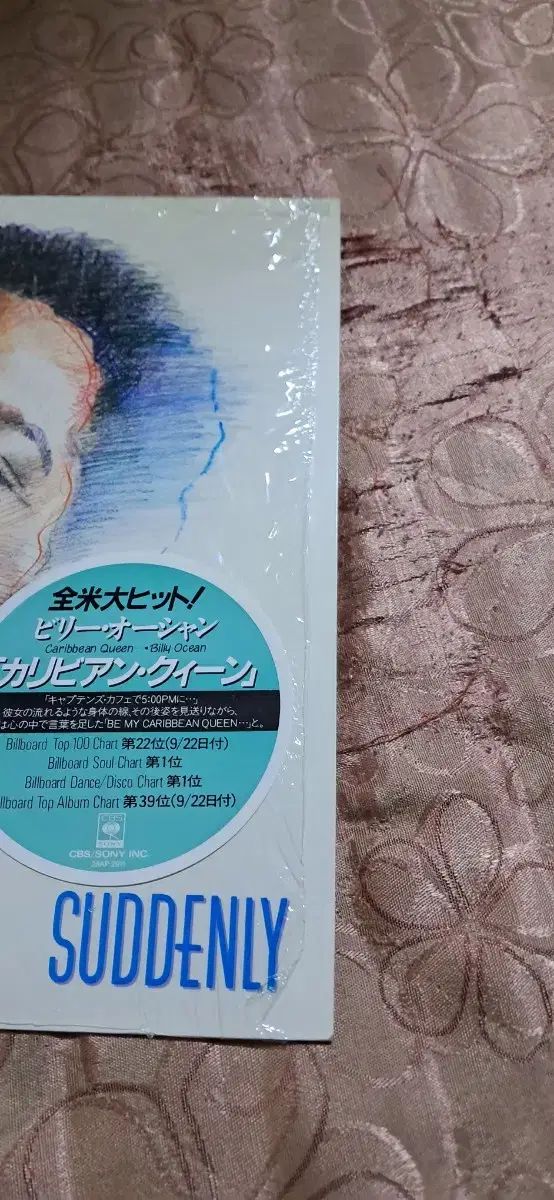 全米大ヒット!
ビリー・オーシャン
Caribbean Queen • Billy Ocean
「カリビアン・クィーン」
「キャプテンズ・カフェで5:00PMに…」
彼女の流れるような身体の線、その後姿を見送りながら、
は心の中で言葉を足した「BE MY CARIBBEAN QUEEN…」と。
Billboard Top 100 Chart 第22位(9/22日付)
Billboard Soul Chart 第1位
Billboard Dance/Disco Chart 第1位
llboard Top Album Chart 第39位(9/22日付)
CBS
SONY
CBS/SONY INC.
SUDDENLY